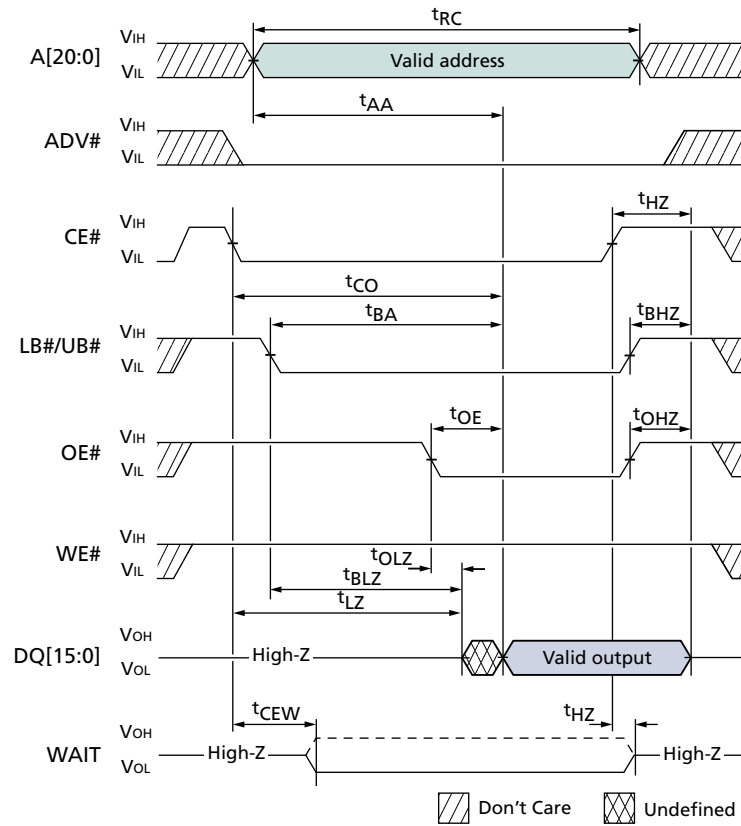 tRC
VIH
A[20:0]
Valid address
VIL
tAA
VIH
ADV#
VIL
tHZ
VIH
CE#
VIL
tCO
tBA
tBHZ
VIH
LB#/UB#
VIL
tOE
tOHZ
VIH
OE#
VIL
VIH
WE#
VIL
tOLZ
tBLZ
tLZ
VOH
DQ[15:0]
High-Z
Valid output
VOL
tCEW
tHZ
VOH
WAIT
High-Z
High-Z
VOL
Don't Care
Undefined